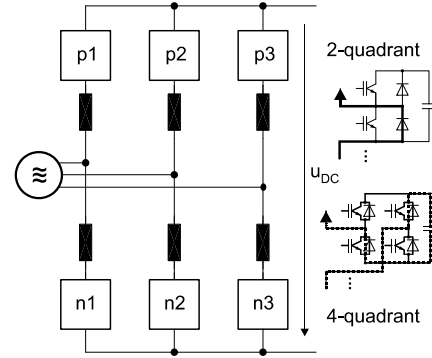 p1 p2 p3
2-quadrant
≈
u_DC
n1 n2 n3
4-quadrant